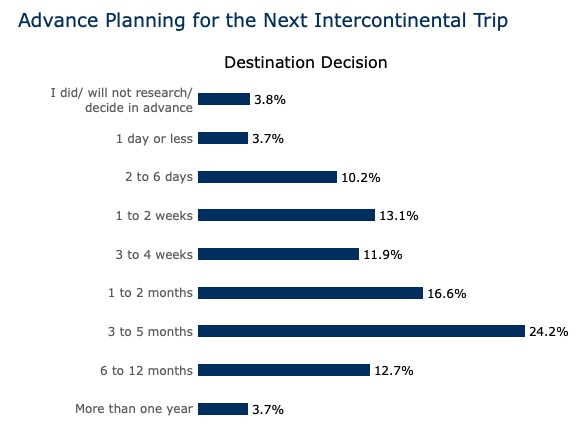 Advance Planning for the Next Intercontinental Trip
Destination Decision
I did/ will not research/
decide in advance
3.8%
1 day or less
3.7%
2 to 6 days
10.2%
1 to 2 weeks
13.1%
3 to 4 weeks
11.9%
1 to 2 months
16.6%
3 to 5 months
24.2%
6 to 12 months
12.7%
More than one year
3.7%